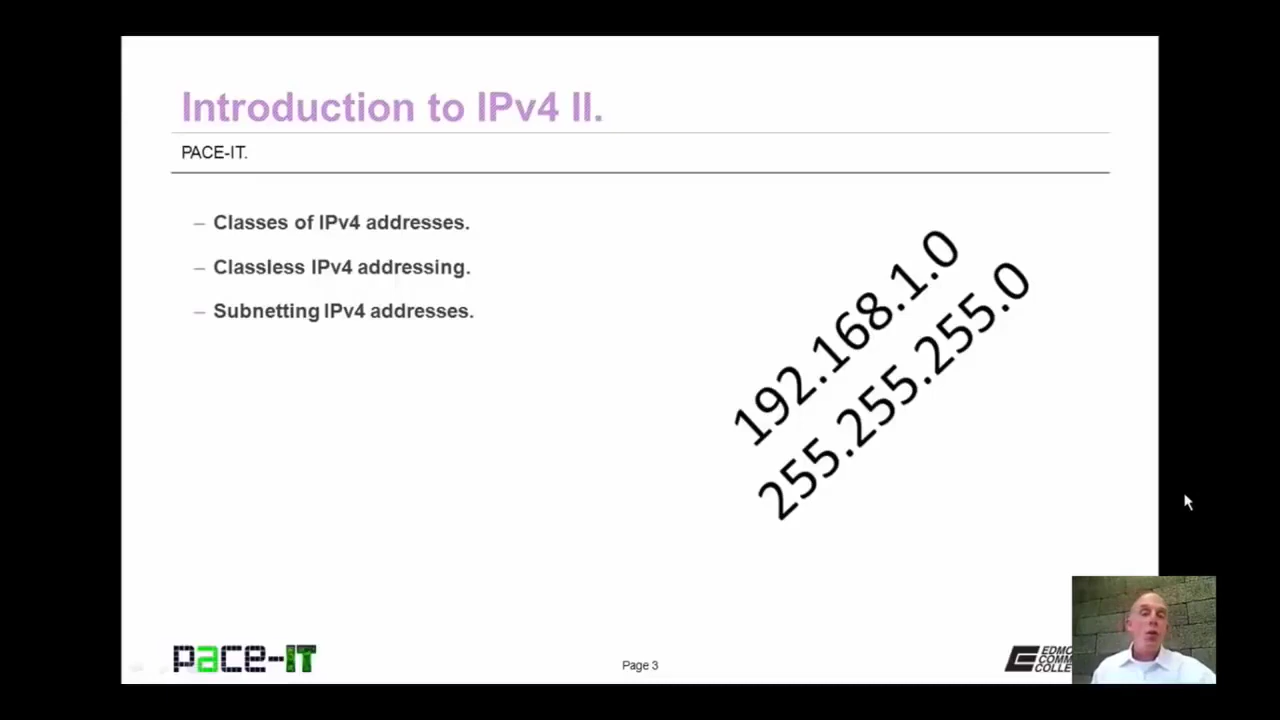 Introduction to IPv4 II.
PACE-IT.
– Classes of IPv4 addresses.
– Classless IPv4 addressing.
– Subnetting IPv4 addresses.
192.168.1.0
255.255.255.0
pace-IT
Page 3